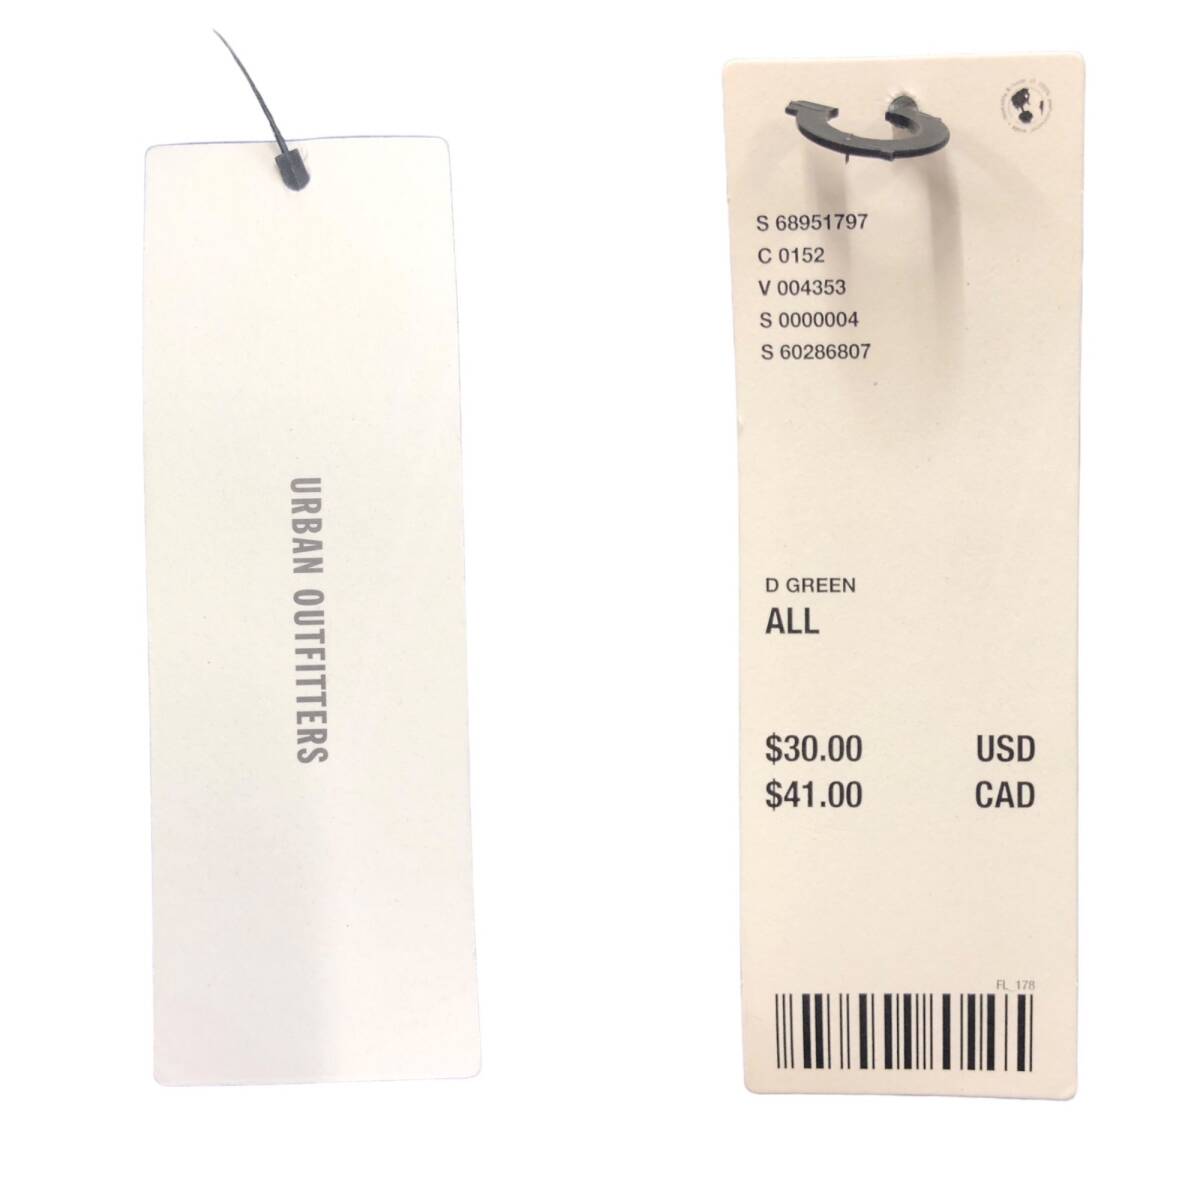 URBAN OUTFITTERS
S 68951797
C 0152
V 004353
S 0000004
S 60286807
D GREEN
ALL
$30.00 USD
$41.00 CAD
FL_178